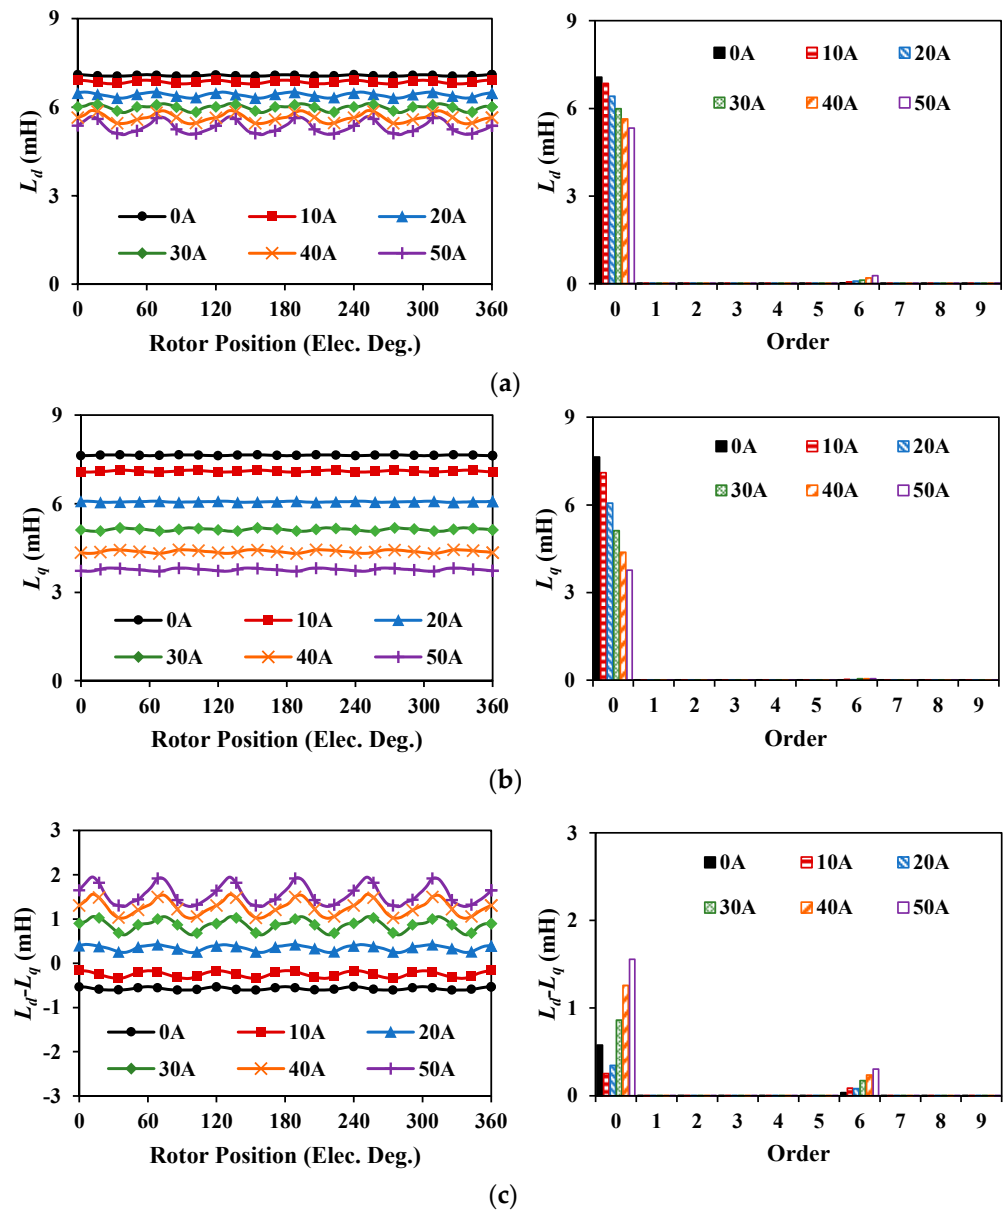 9
6
3
0
L_d (mH)
0A 10A 20A
30A 40A 50A
0 60 120 180 240 300 360
Rotor Position (Elec. Deg.)
9
6
3
0
L_d (mH)
0A 10A 20A
30A 40A 50A
0 1 2 3 4 5 6 7 8 9
Order
(a)
9
6
3
0
L_q (mH)
0A 10A 20A
30A 40A 50A
0 60 120 180 240 300 360
Rotor Position (Elec. Deg.)
9
6
3
0
L_q (mH)
0A 10A 20A
30A 40A 50A
0 1 2 3 4 5 6 7 8 9
Order
(b)
3
2
1
0
-1
-2
-3
L_d-L_q (mH)
0A 10A 20A
30A 40A 50A
0 60 120 180 240 300 360
Rotor Position (Elec. Deg.)
3
2
1
0
L_d-L_q (mH)
0A 10A 20A
30A 40A 50A
0 1 2 3 4 5 6 7 8 9
Order
(c)